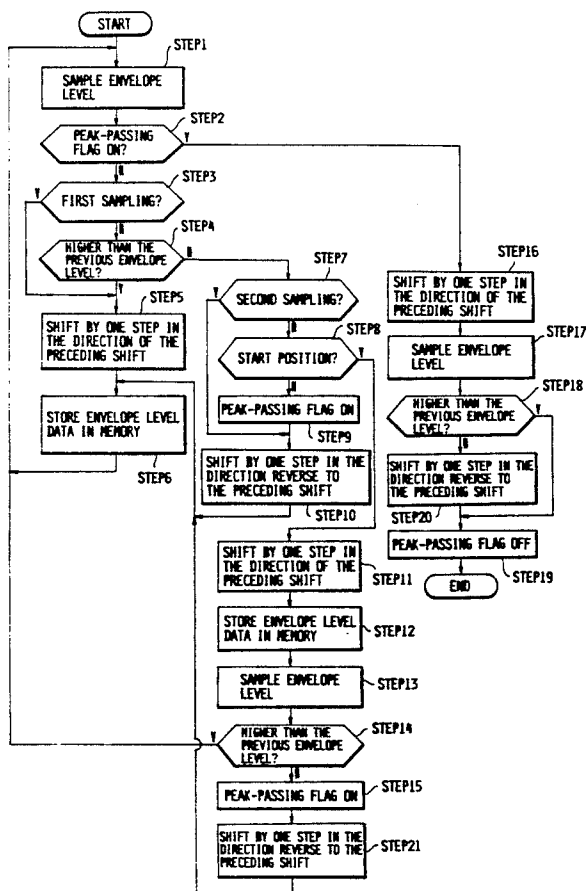 START
STEP1
SAMPLE ENVELOPE
LEVEL
STEP2
PEAK-PASSING
FLAG ON?
Y
N
STEP3
FIRST SAMPLING?
Y
N
STEP4
HIGHER THAN THE
PREVIOUS ENVELOPE
LEVEL?
N
Y
STEP5
SHIFT BY ONE STEP IN
THE DIRECTION OF THE
PRECEDING SHIFT
STORE ENVELOPE LEVEL
DATA IN MEMORY
STEP6
STEP7
SECOND SAMPLING?
Y
N
STEP8
START POSITION?
Y
N
PEAK-PASSING FLAG ON
STEP9
SHIFT BY ONE STEP IN THE
DIRECTION REVERSE TO
THE PRECEDING SHIFT
STEP10
SHIFT BY ONE STEP IN
THE DIRECTION OF THE
PRECEDING SHIFT
STEP11
STORE ENVELOPE LEVEL
DATA IN MEMORY
STEP12
SAMPLE ENVELOPE
LEVEL
STEP13
HIGHER THAN THE
PREVIOUS ENVELOPE
LEVEL?
STEP14
Y
N
PEAK-PASSING FLAG ON
STEP15
SHIFT BY ONE STEP IN THE
DIRECTION REVERSE TO THE
PRECEDING SHIFT
STEP21
STEP16
SHIFT BY ONE STEP IN
THE DIRECTION OF THE
PRECEDING SHIFT
STEP17
SAMPLE ENVELOPE
LEVEL
STEP18
HIGHER THAN THE
PREVIOUS ENVELOPE
LEVEL?
Y
N
SHIFT BY ONE STEP IN THE
DIRECTION REVERSE TO
THE PRECEDING SHIFT
STEP20
PEAK-PASSING FLAG OFF
STEP19
END